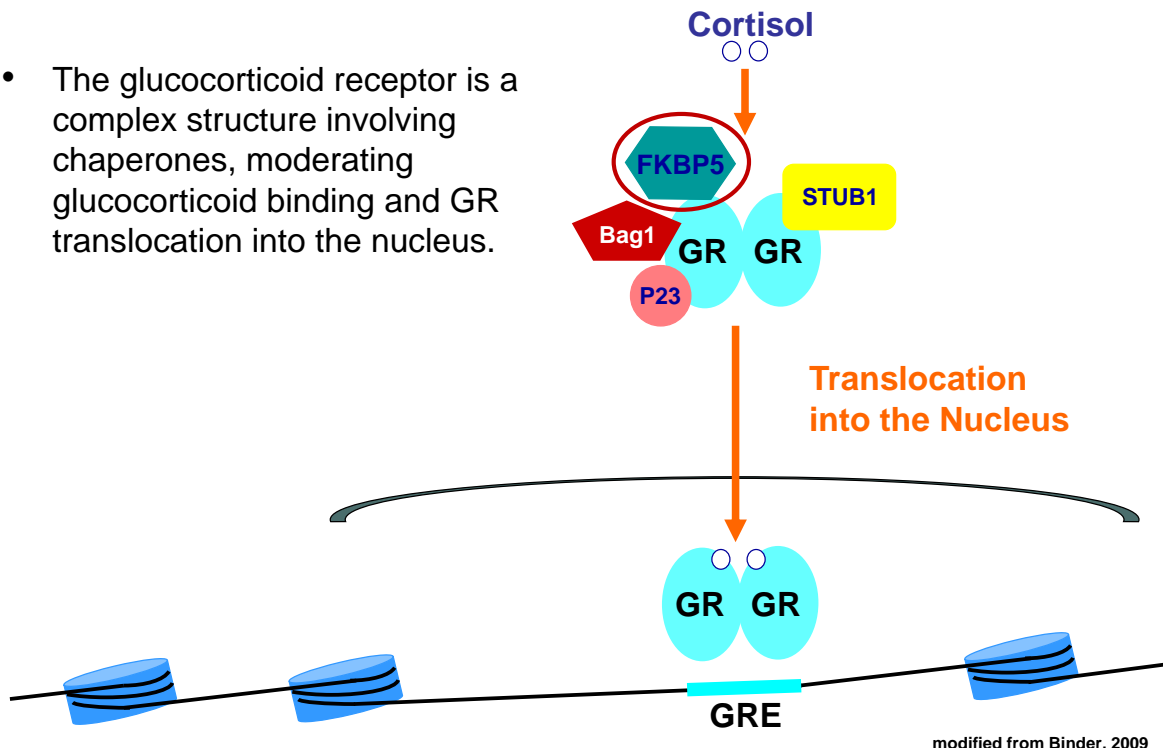 Cortisol
• The glucocorticoid receptor is a
complex structure involving
chaperones, moderating
glucocorticoid binding and GR
translocation into the nucleus.
FKBP5
STUB1
Bag1
GR GR
P23
Translocation
into the Nucleus
GR GR
GRE
modified from Binder, 2009